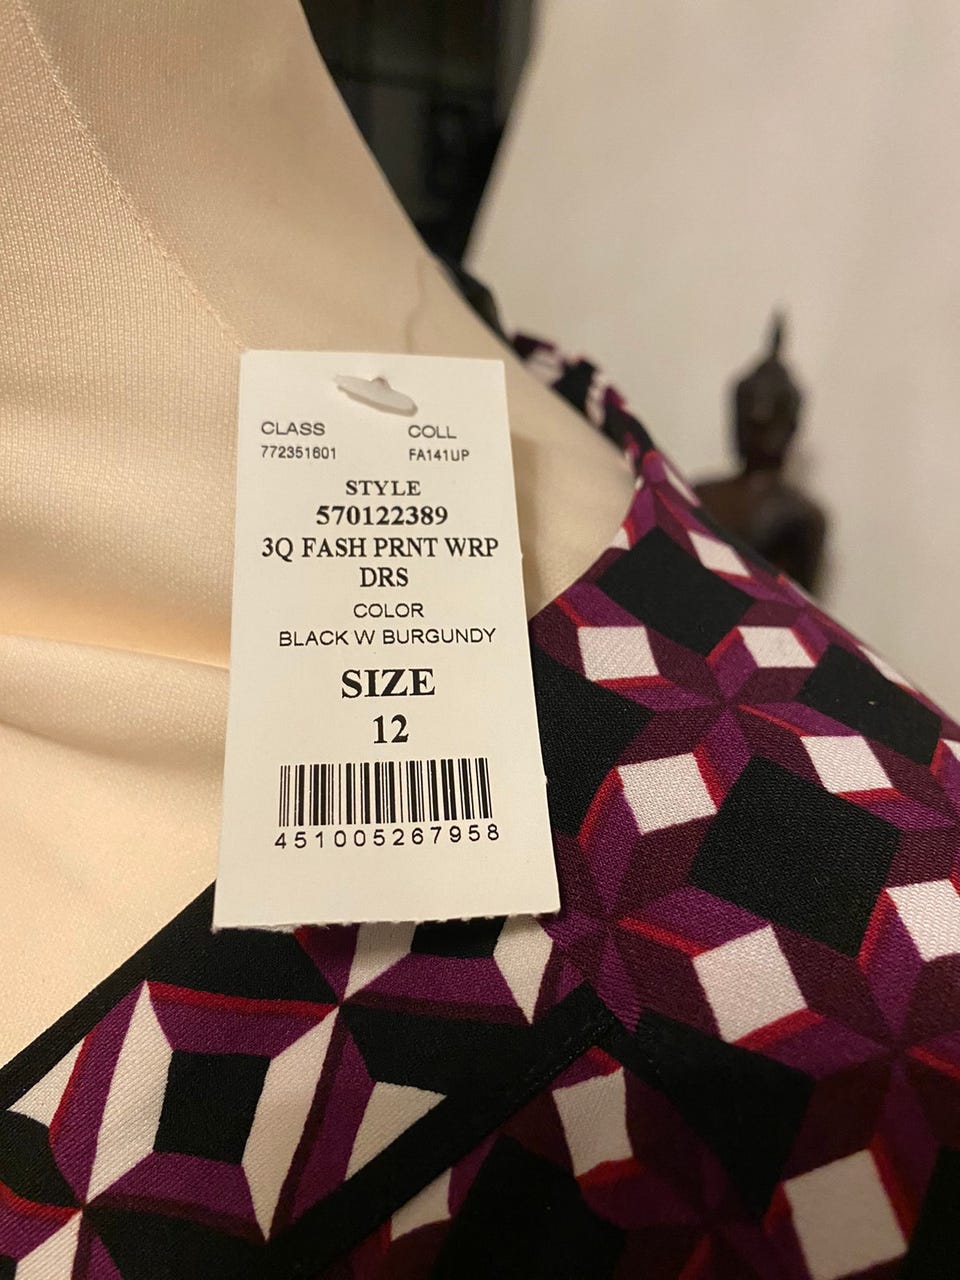 CLASS COLL
772351601 FA141UP
STYLE
570122389
3Q FASH PRNT WRP
DRS
COLOR
BLACK W BURGUNDY
SIZE
12
451005267958